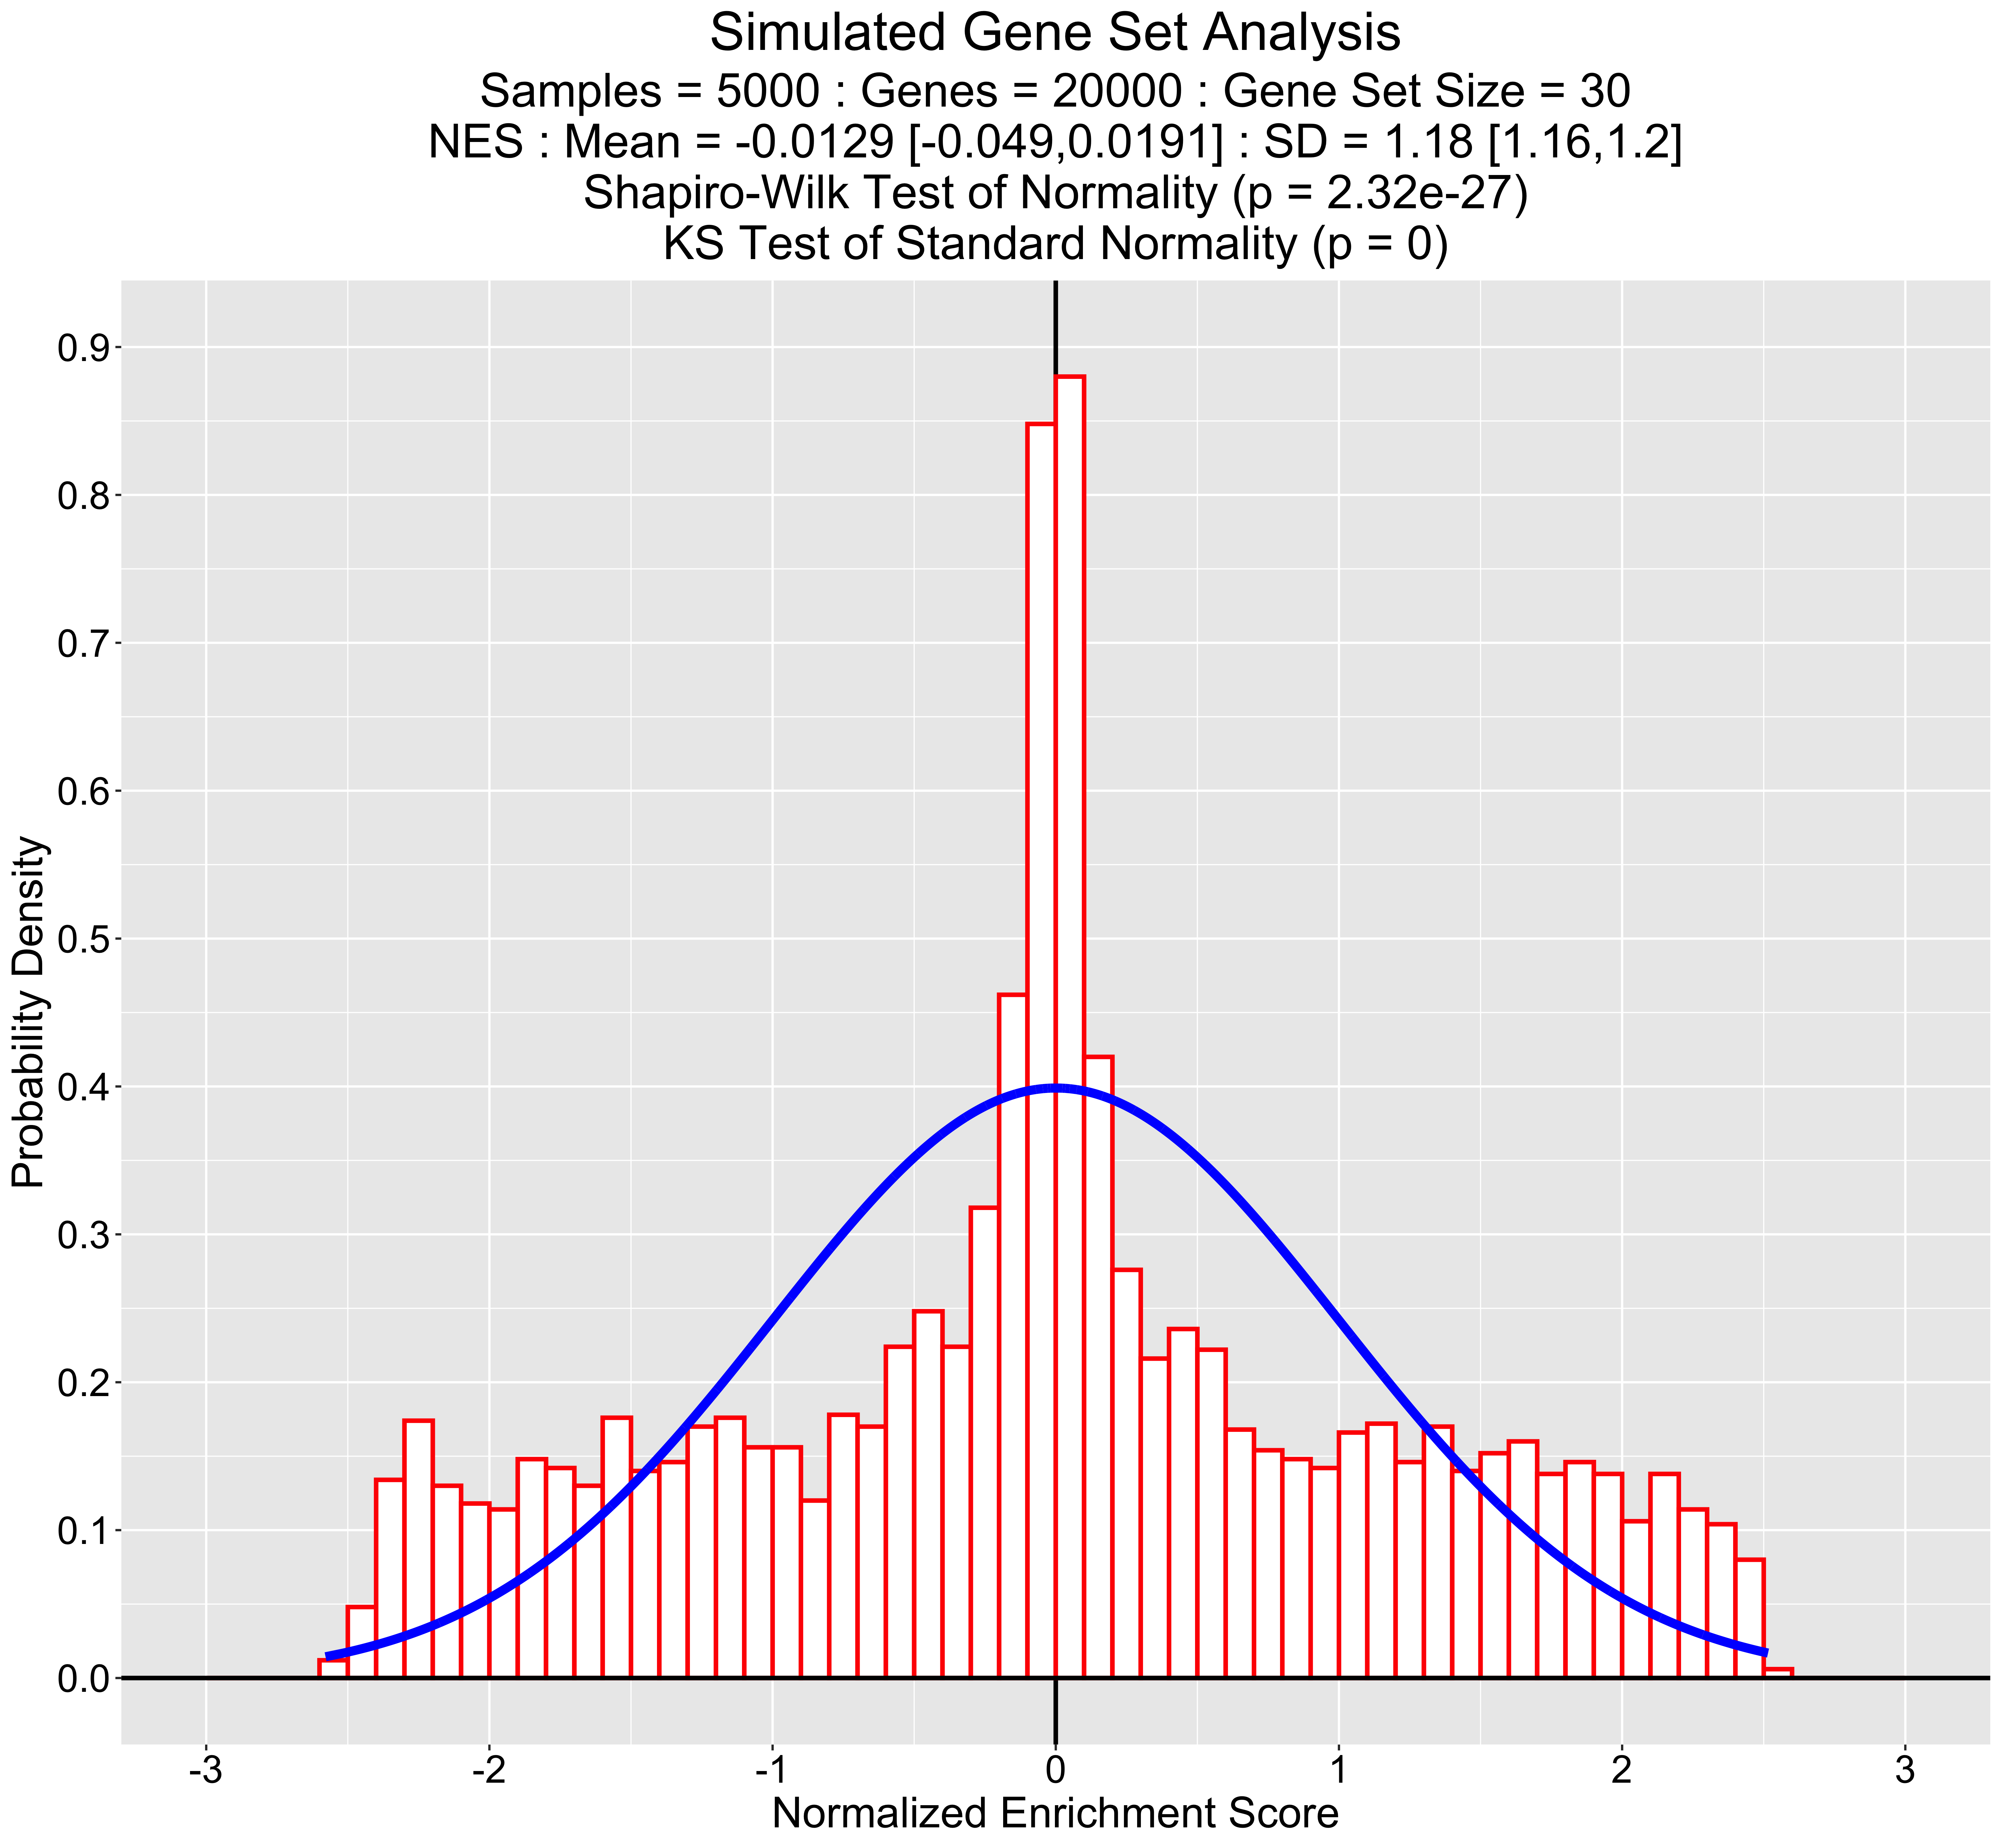 Simulated Gene Set Analysis
Samples = 5000 : Genes = 20000 : Gene Set Size = 30
NES : Mean = -0.0129 [-0.049,0.0191] : SD = 1.18 [1.16,1.2]
Shapiro-Wilk Test of Normality (p = 2.32e-27)
KS Test of Standard Normality (p = 0)
Probability Density
0.9
0.8
0.7
0.6
0.5
0.4
0.3
0.2
0.1
0.0
-3 -2 -1 0 1 2 3
Normalized Enrichment Score